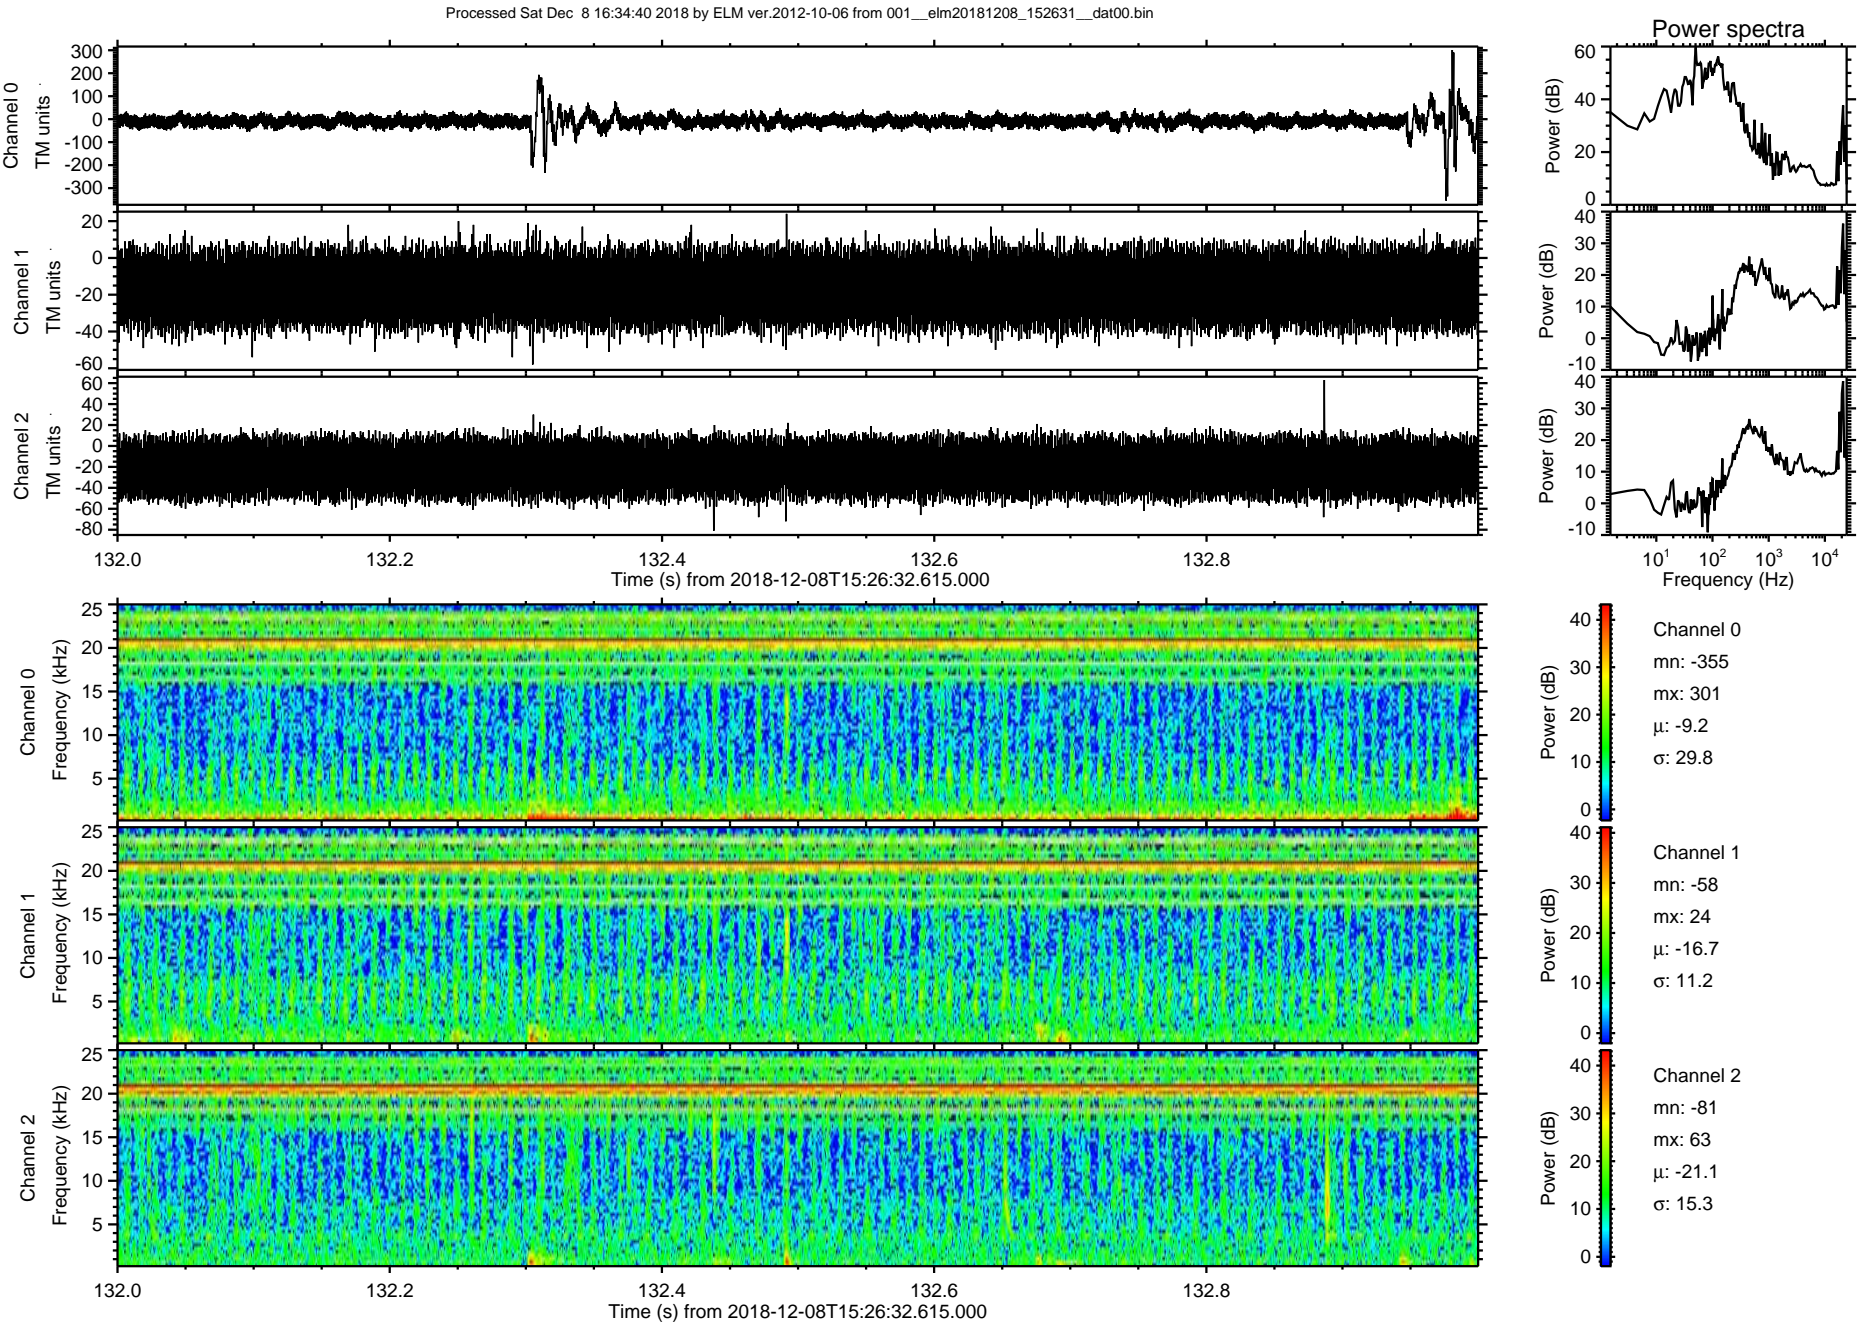 Processed Sat Dec  8 16:34:40 2018 by ELM ver.2012-10-06 from 001__elm20181208_152631__dat00.bin
Power spectra
Channel 0
TM units
300
200
100
0
-100
-200
-300
Power (dB)
60
40
20
0
Channel 1
TM units
20
0
-20
-40
-60
Power (dB)
40
30
20
10
0
-10
Channel 2
TM units
60
40
20
0
-20
-40
-60
-80
Power (dB)
40
30
20
10
0
-10
132.0 132.2 132.4 132.6 132.8
Time (s) from 2018-12-08T15:26:32.615.000
10¹ 10² 10³ 10⁴
Frequency (Hz)
Channel 0
Frequency (kHz)
25
20
15
10
5
Power (dB)
40
30
20
10
0
Channel 0
mn: -355
mx: 301
µ: -9.2
σ: 29.8
Channel 1
Frequency (kHz)
25
20
15
10
5
Power (dB)
40
30
20
10
0
Channel 1
mn: -58
mx: 24
µ: -16.7
σ: 11.2
Channel 2
Frequency (kHz)
25
20
15
10
5
Power (dB)
40
30
20
10
0
Channel 2
mn: -81
mx: 63
µ: -21.1
σ: 15.3
132.0 132.2 132.4 132.6 132.8
Time (s) from 2018-12-08T15:26:32.615.000